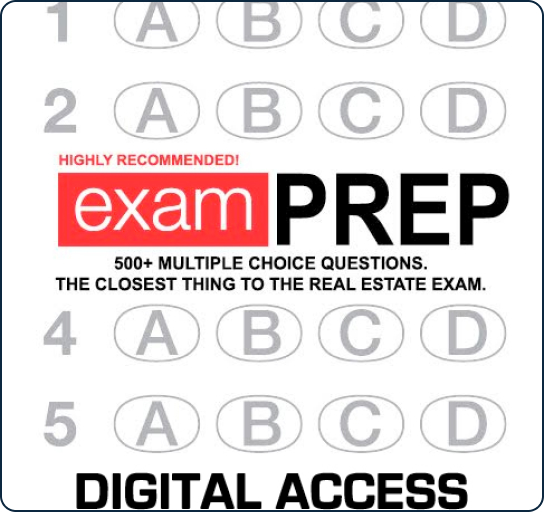 1 A B C D
2 A B C D
HIGHLY RECOMMENDED!
exam PREP
500+ MULTIPLE CHOICE QUESTIONS.
THE CLOSEST THING TO THE REAL ESTATE EXAM.
4 A B C D
5 A B C D
DIGITAL ACCESS